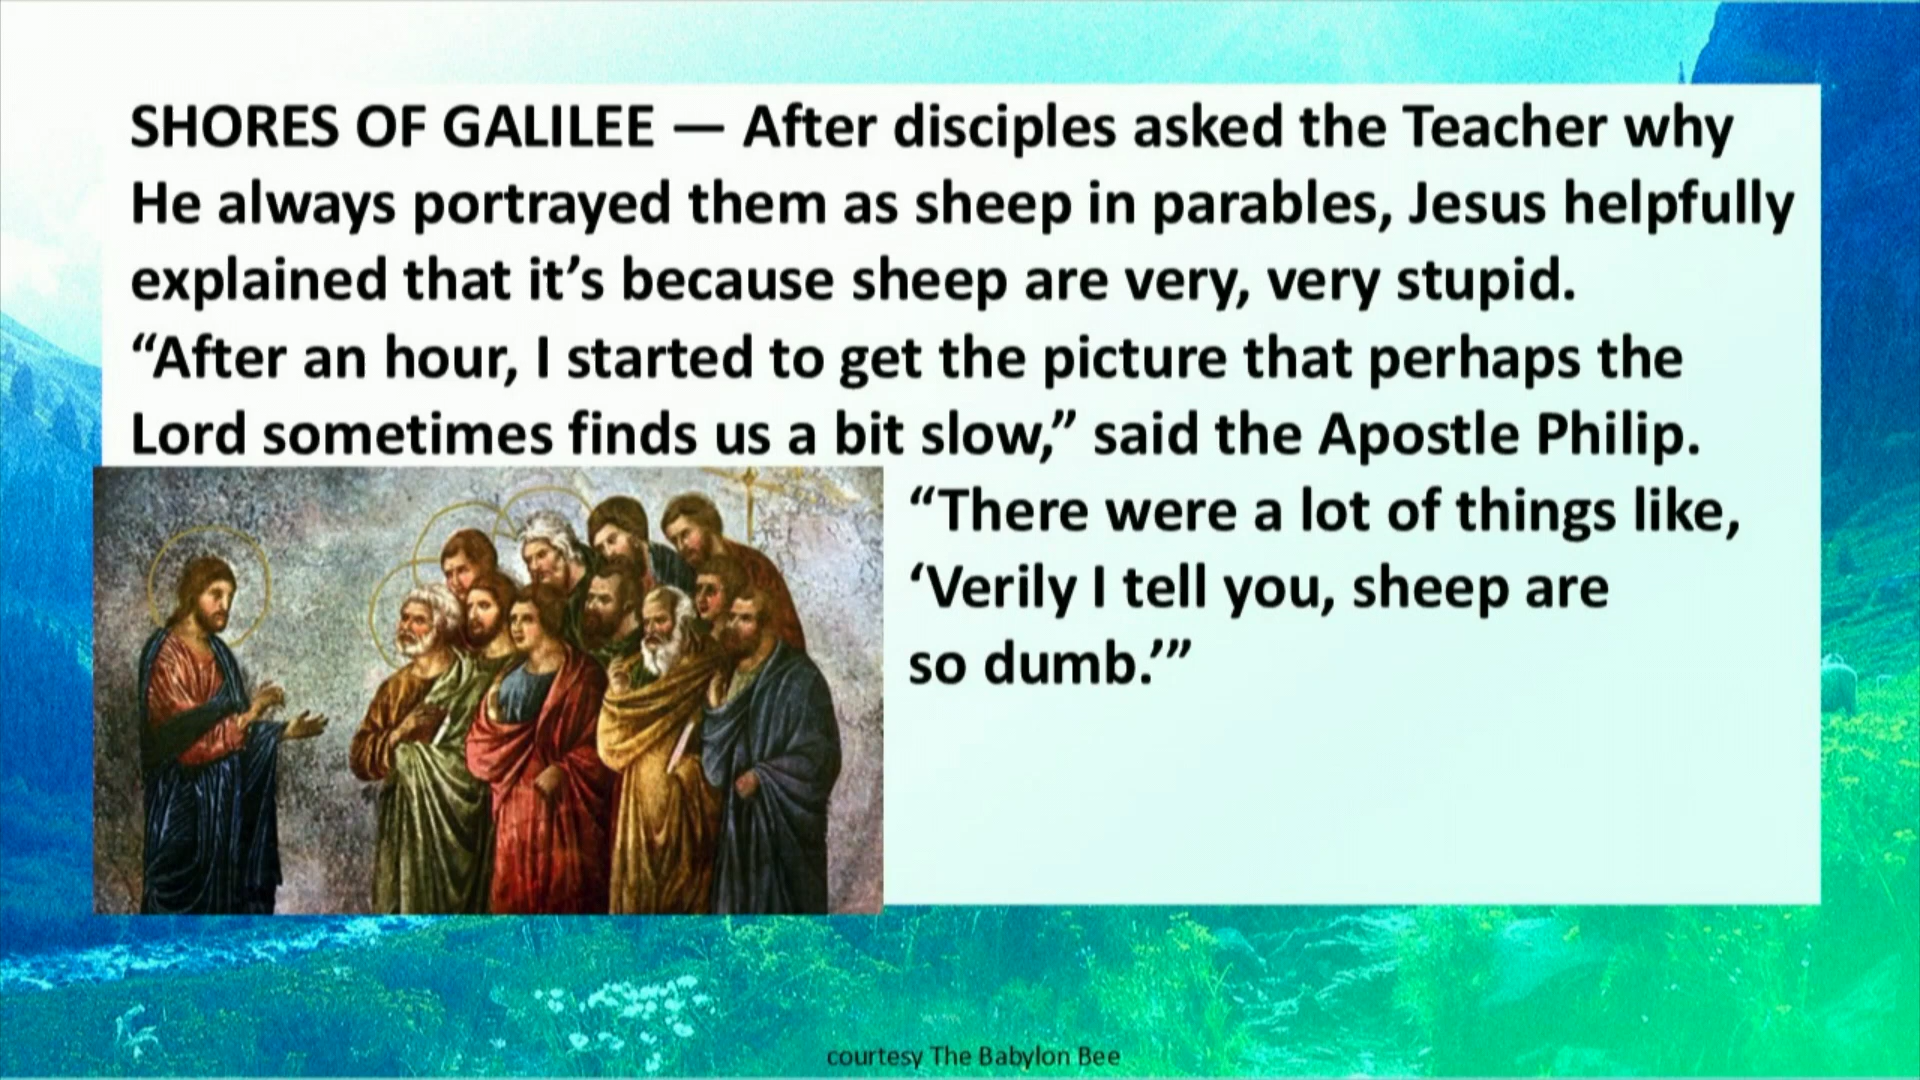 SHORES OF GALILEE — After disciples asked the Teacher why
He always portrayed them as sheep in parables, Jesus helpfully
explained that it’s because sheep are very, very stupid.
“After an hour, I started to get the picture that perhaps the
Lord sometimes finds us a bit slow,” said the Apostle Philip.
“There were a lot of things like,
‘Verily I tell you, sheep are
so dumb.’”
courtesy The Babylon Bee